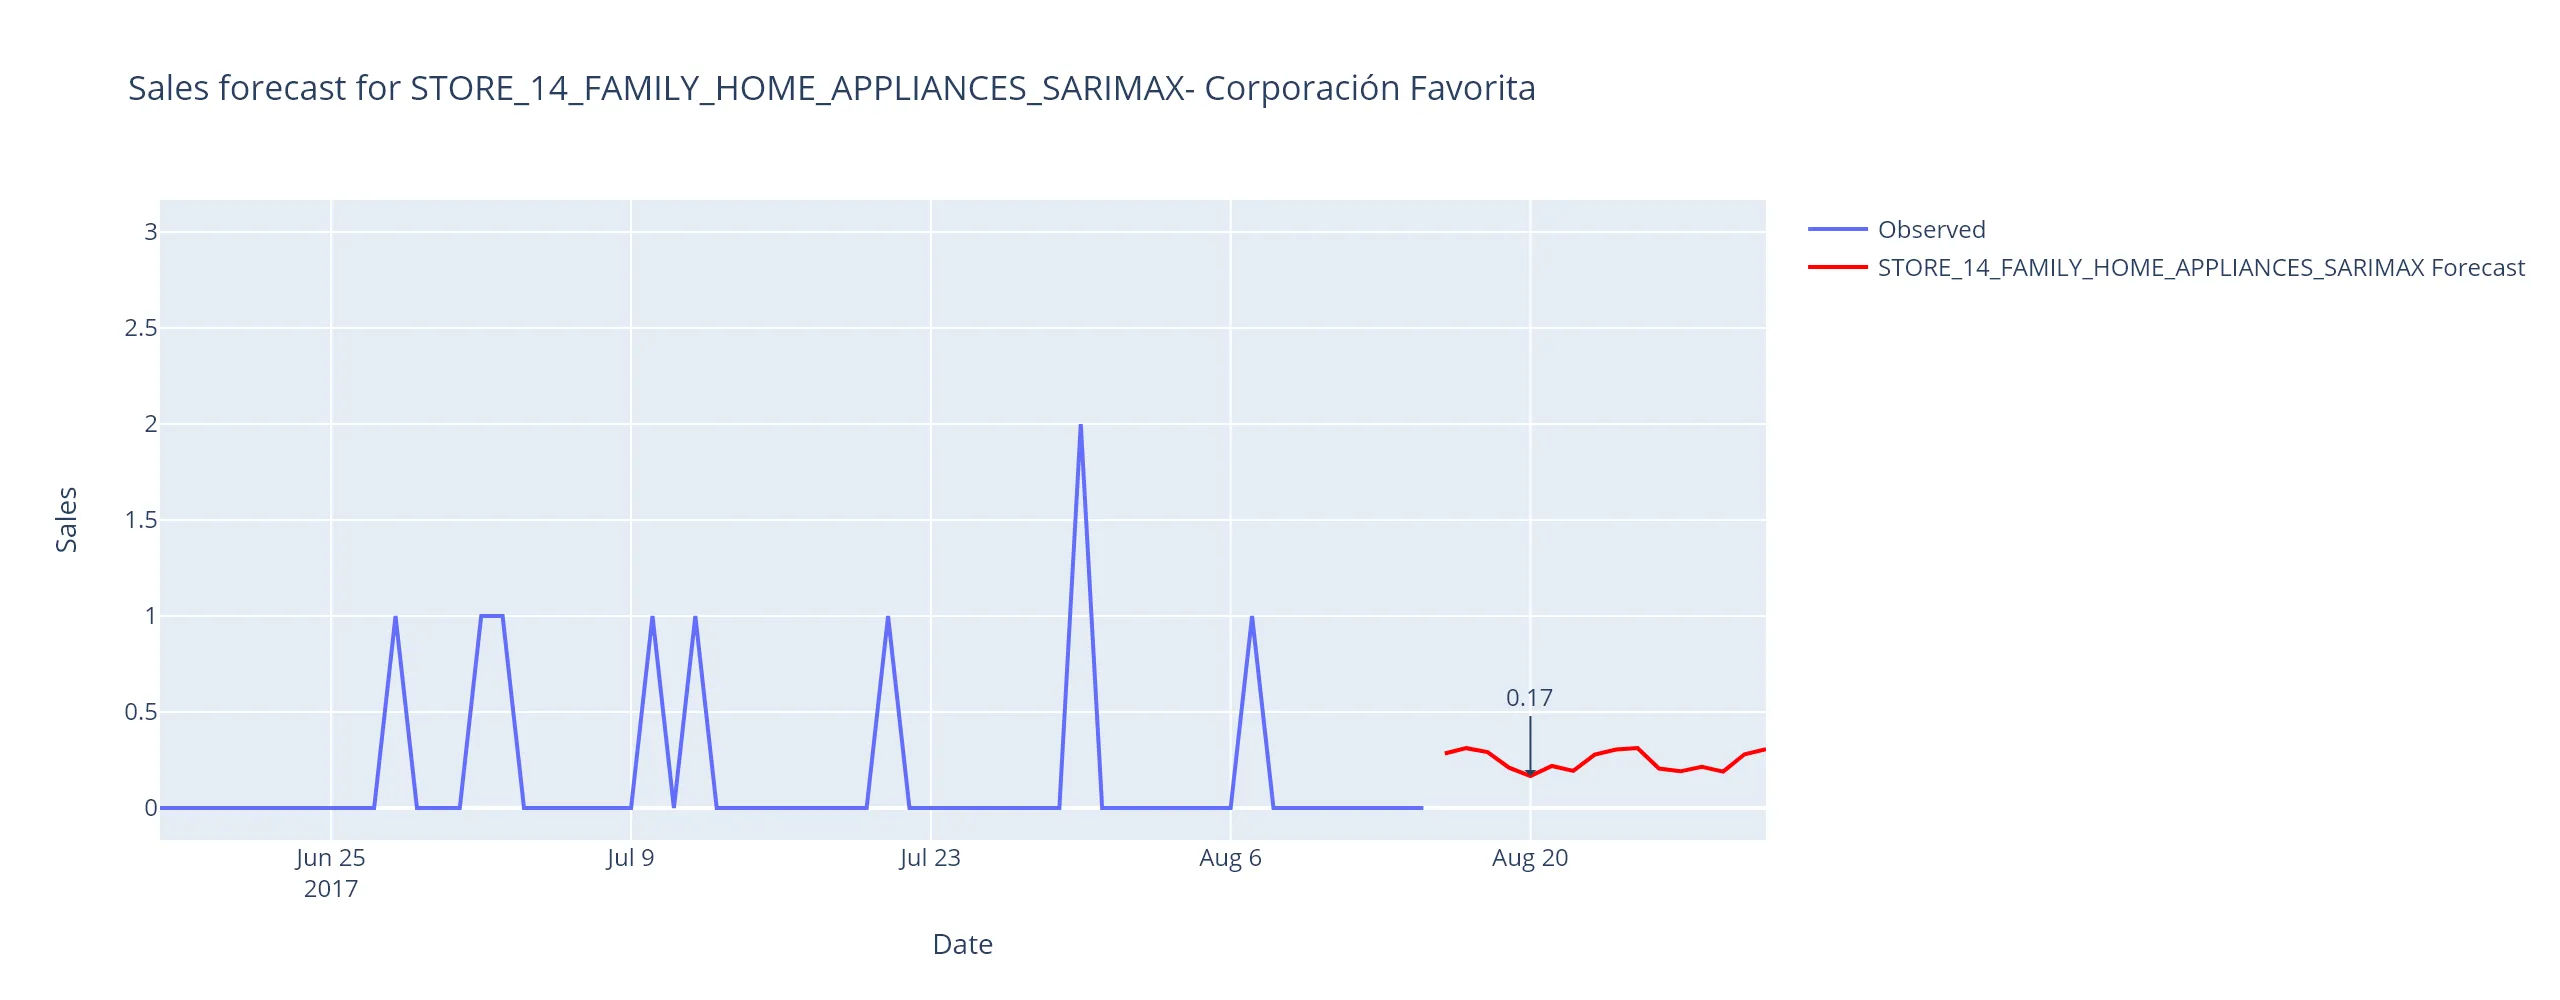 Sales forecast for STORE_14_FAMILY_HOME_APPLIANCES_SARIMAX- Corporación Favorita
Observed
STORE_14_FAMILY_HOME_APPLIANCES_SARIMAX Forecast
3
2.5
2
1.5
1
0.5
0
Sales
0.17
Jun 25
2017
Jul 9
Jul 23
Aug 6
Aug 20
Date